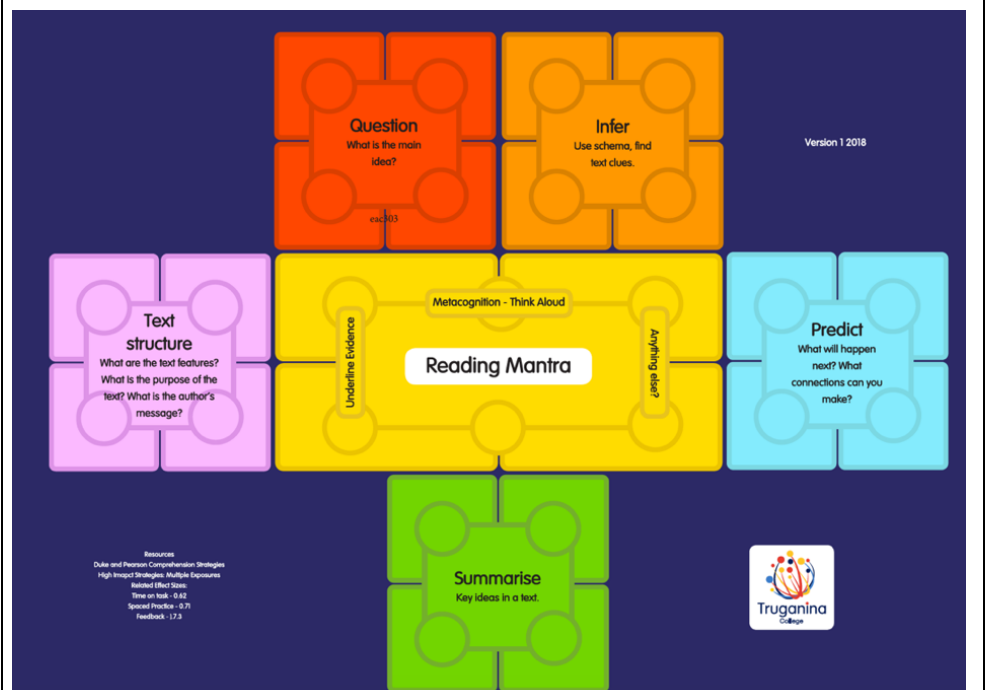 Question
What is the main
idea?
eac303
Infer
Use schema, find
text clues.
Version 1 2018
Text
structure
What are the text features?
What is the purpose of the
text? What is the author's
message?
Metacognition - Think Aloud
Underline Evidence
Reading Mantra
Anything else?
Predict
What will happen
next? What
connections can you
make?
Summarise
Key ideas in a text.
Resources
Duke and Pearson Comprehension Strategies
High Imapct Strategies: Multiple Exposures
Related Effect Sizes:
Time on task - 0.62
Spaced Practice - 0.71
Feedback - 1.7.3
Truganina
College